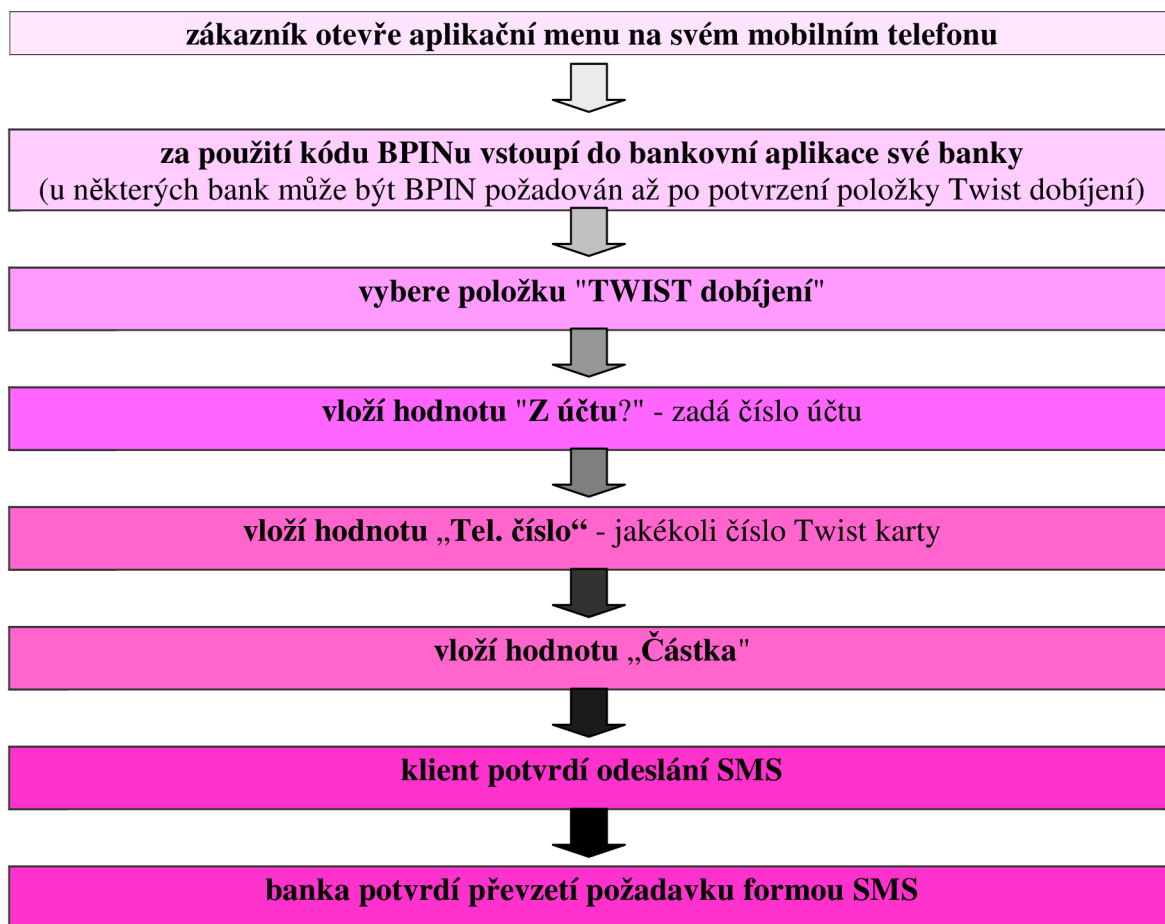 zákazník otevře aplikační menu na svém mobilním telefonu
za použití kódu BPINu vstoupí do bankovní aplikace své banky
(u některých bank může být BPIN požadován až po potvrzení položky Twist dobíjení)
vybere položku "TWIST dobíjení"
vloží hodnotu "Z účtu?" - zadá číslo účtu
vloží hodnotu „Tel. číslo“ - jakékoli číslo Twist karty
vloží hodnotu „Částka"
klient potvrdí odeslání SMS
banka potvrdí převzetí požadavku formou SMS